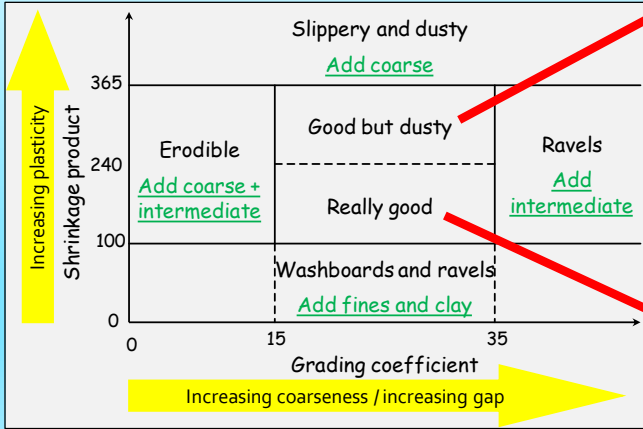 Slippery and dusty
Add coarse
365
Good but dusty
Erodible
Ravels
240
Add coarse +
intermediate
Add
intermediate
Really good
100
Washboards and ravels
Add fines and clay
0
0
15
35
Increasing plasticity
Shrinkage product
Grading coefficient
Increasing coarseness / increasing gap